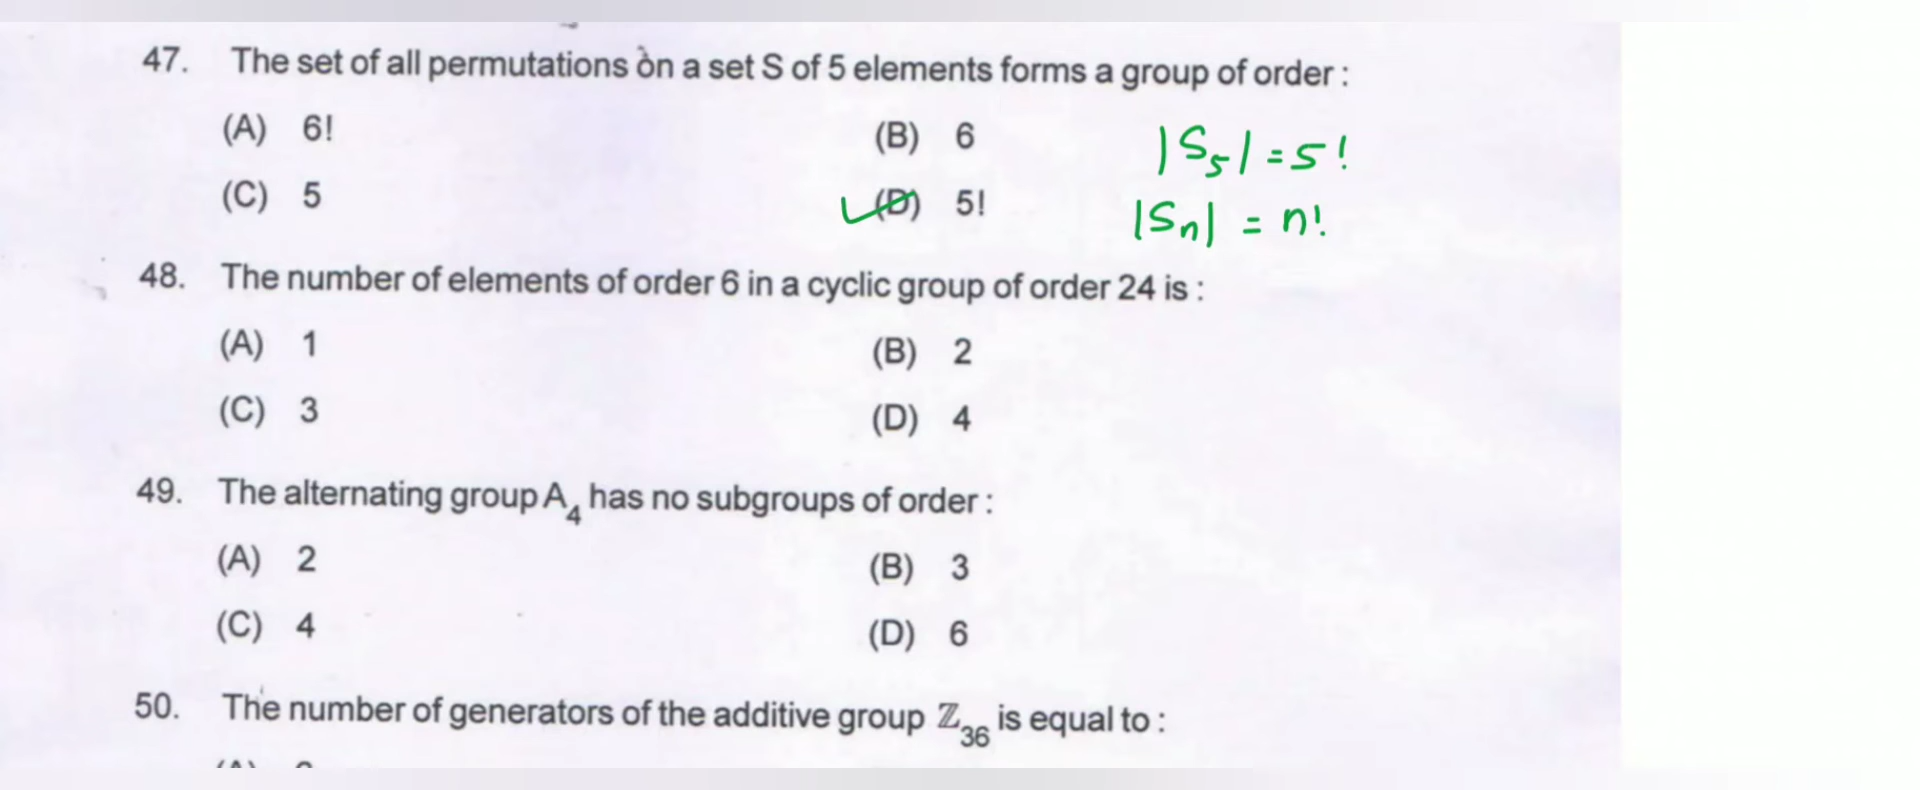 47. The set of all permutations on a set S of 5 elements forms a group of order :
(A) 6!
(B) 6
(C) 5
(D) 5!
|S₅| = 5!
|Sₙ| = n!
48. The number of elements of order 6 in a cyclic group of order 24 is :
(A) 1
(B) 2
(C) 3
(D) 4
49. The alternating group A₄ has no subgroups of order :
(A) 2
(B) 3
(C) 4
(D) 6
50. The number of generators of the additive group ℤ₃₆ is equal to :